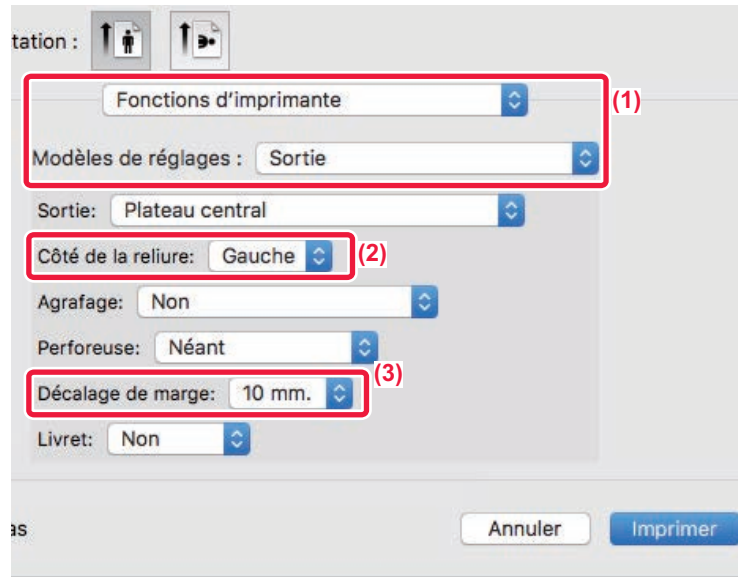 tation :
Fonctions d'imprimante
(1)
Modèles de réglages : Sortie
Sortie: Plateau central
Côté de la reliure: Gauche (2)
Agrafage: Non
Perforeuse: Néant
(3)
Décalage de marge: 10 mm.
Livret: Non
as Annuler Imprimer